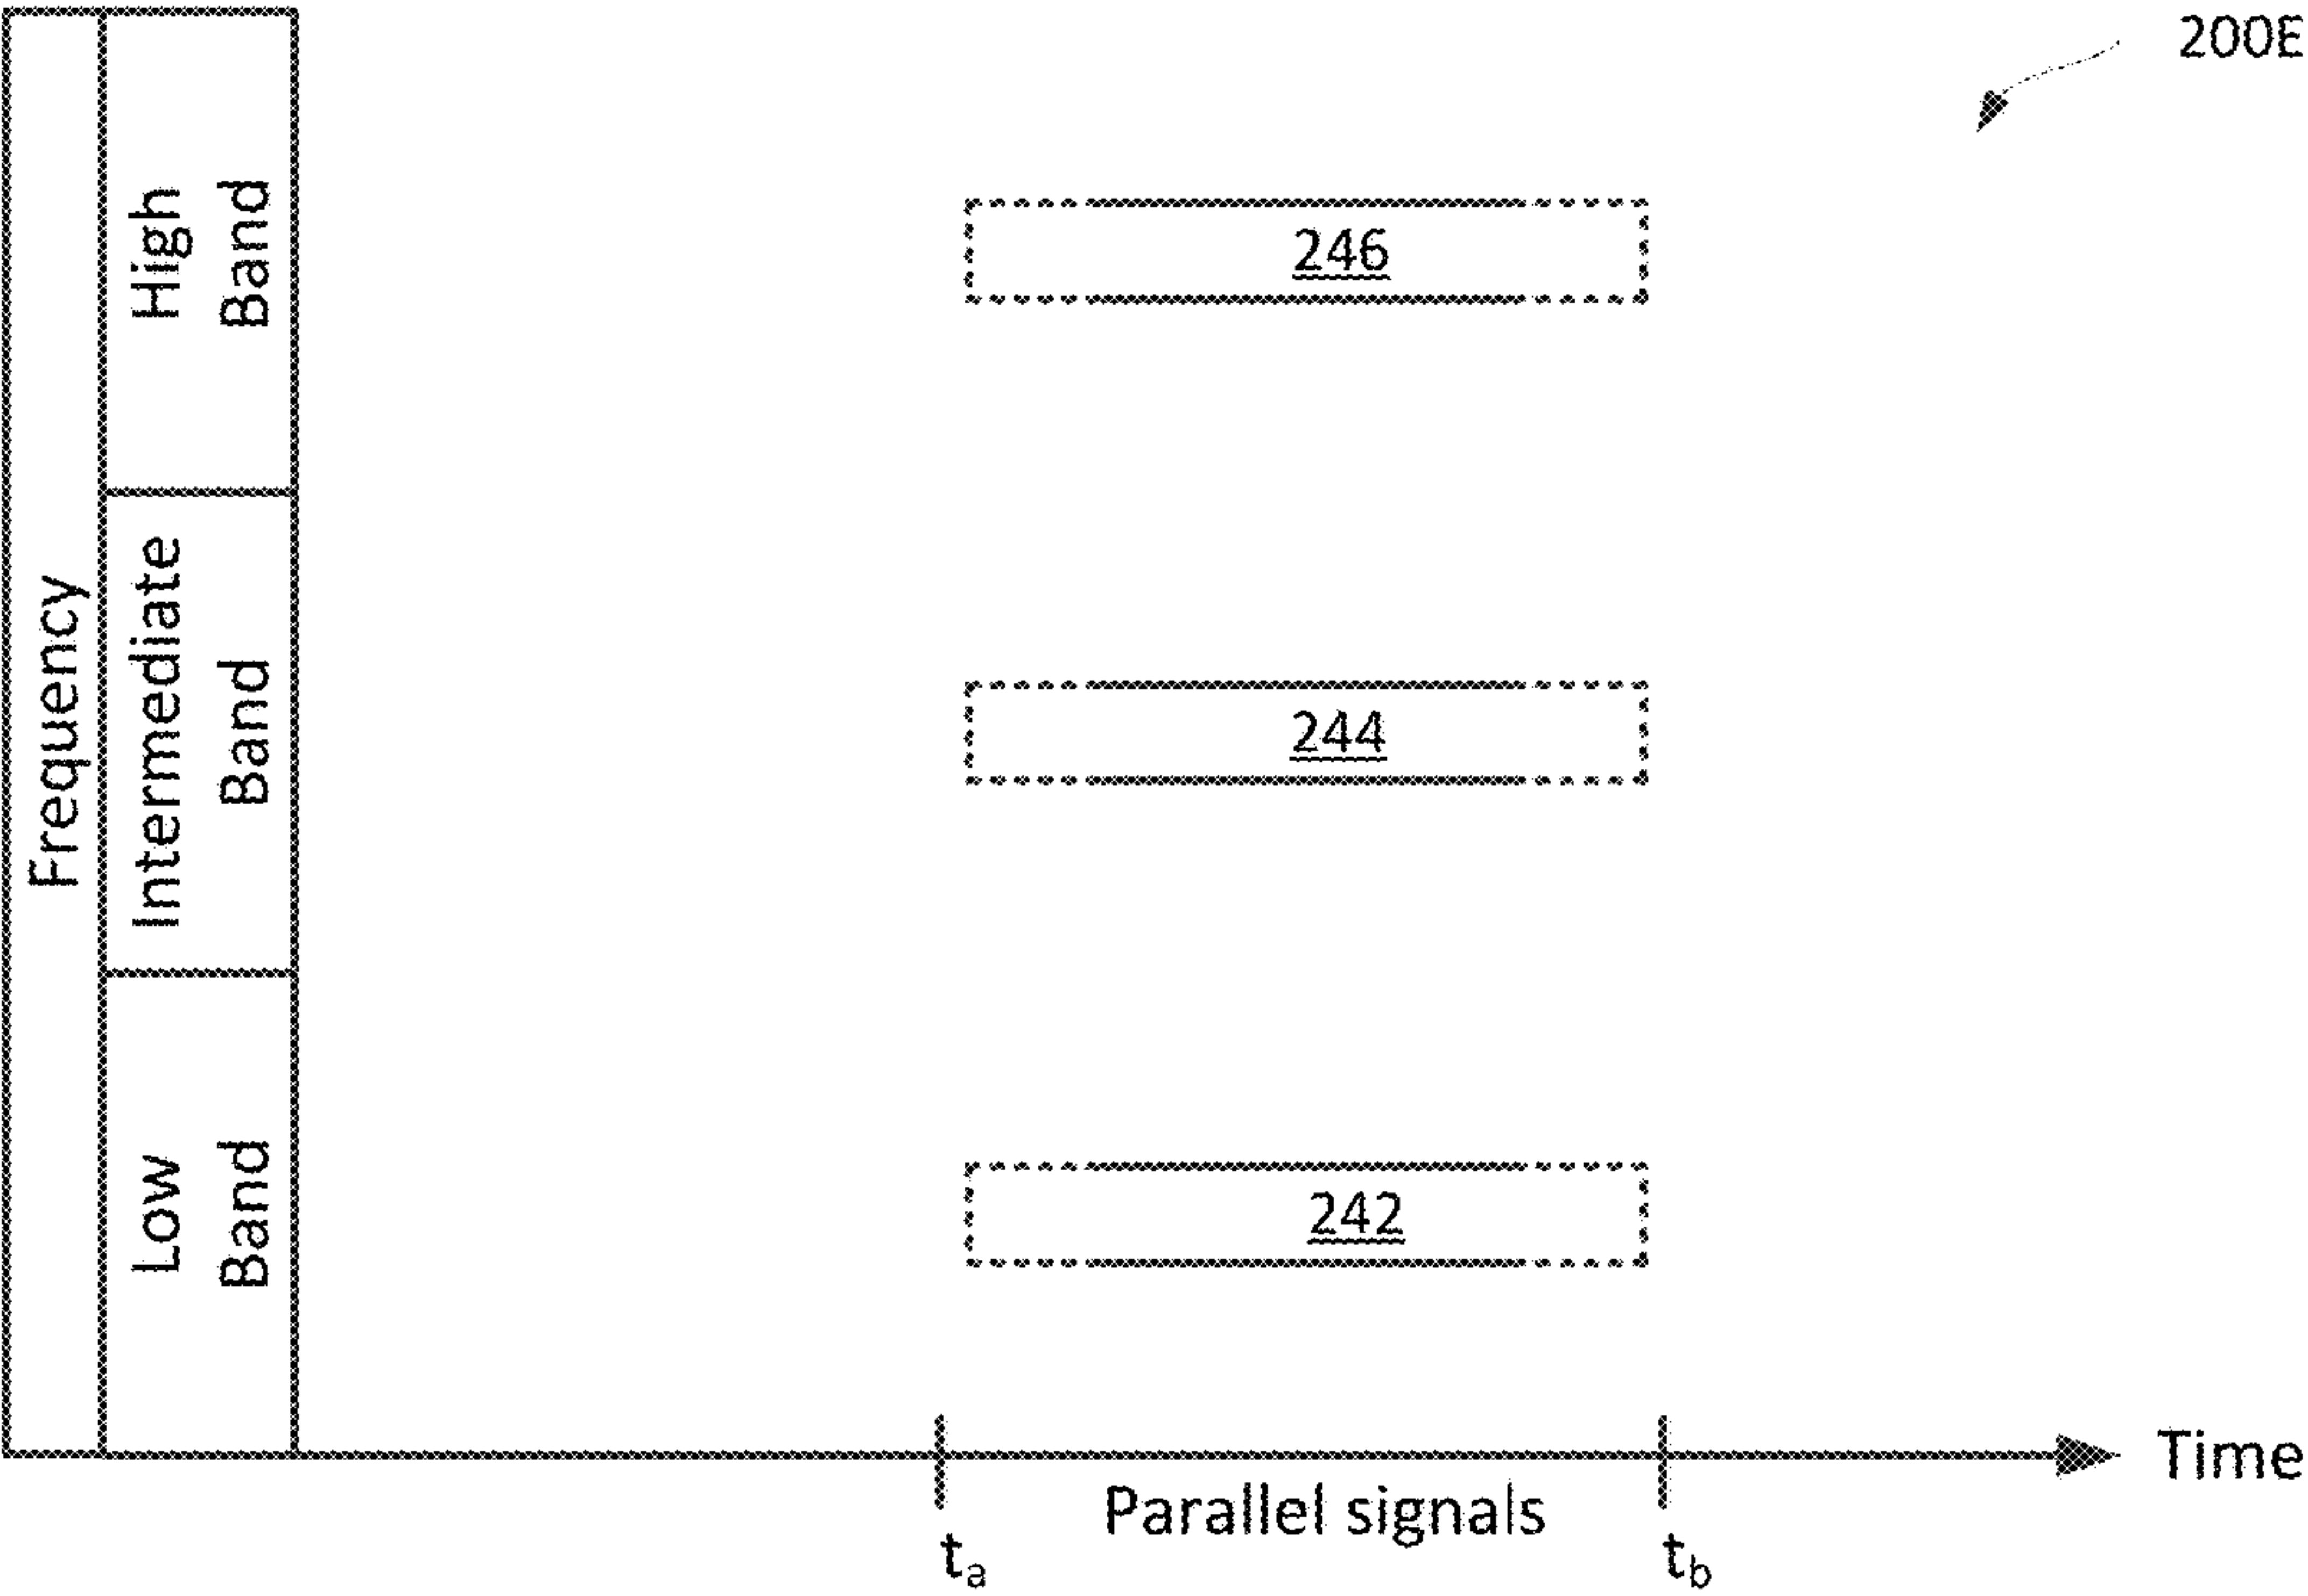 200E
Frequency
High
Band
246
Intermediate
Band
244
Low
Band
242
Time
Parallel signals
ta
tb